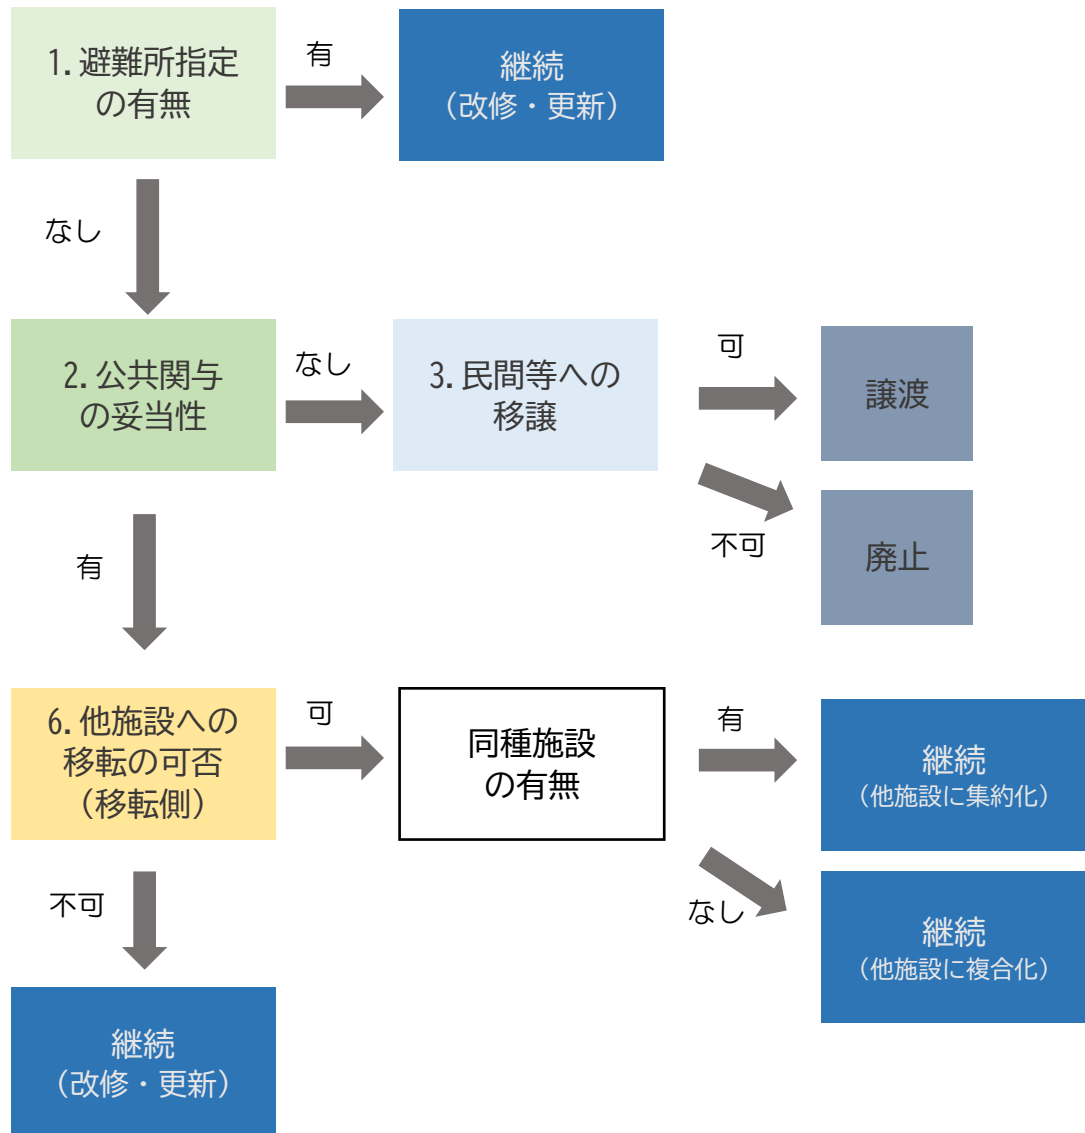 1.避難所指定
の有無
有
継続
（改修・更新）
なし
2.公共関与
の妥当性
なし
3.民間等への
移譲
可
譲渡
不可
廃止
有
6.他施設への
移転の可否
（移転側）
可
同種施設
の有無
有
継続
（他施設に集約化）
なし
継続
（他施設に複合化）
不可
継続
（改修・更新）